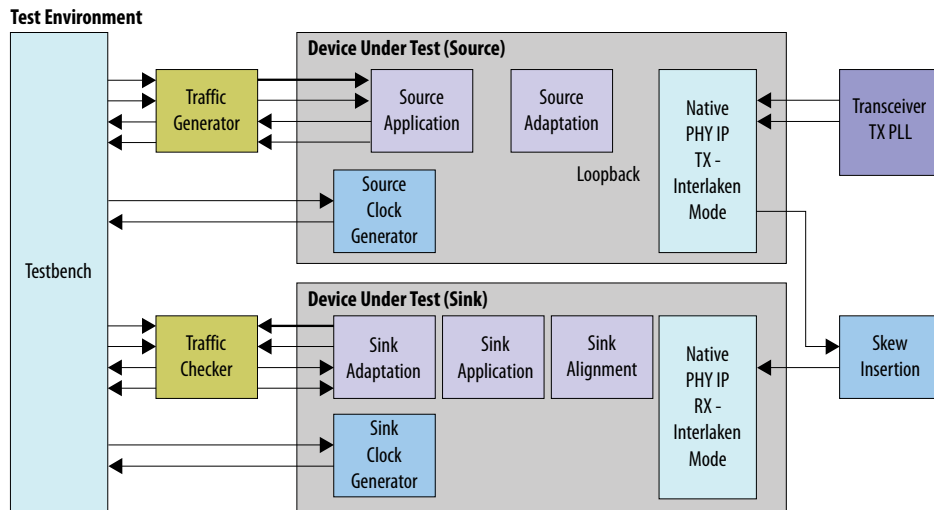 Test Environment
Device Under Test (Source)
Testbench
Traffic
Generator
Source
Application
Source
Adaptation
Native
PHY IP
TX -
Interlaken
Mode
Transceiver
TX PLL
Loopback
Source
Clock
Generator
Device Under Test (Sink)
Traffic
Checker
Sink
Adaptation
Sink
Application
Sink
Alignment
Native
PHY IP
RX -
Interlaken
Mode
Skew
Insertion
Sink
Clock
Generator